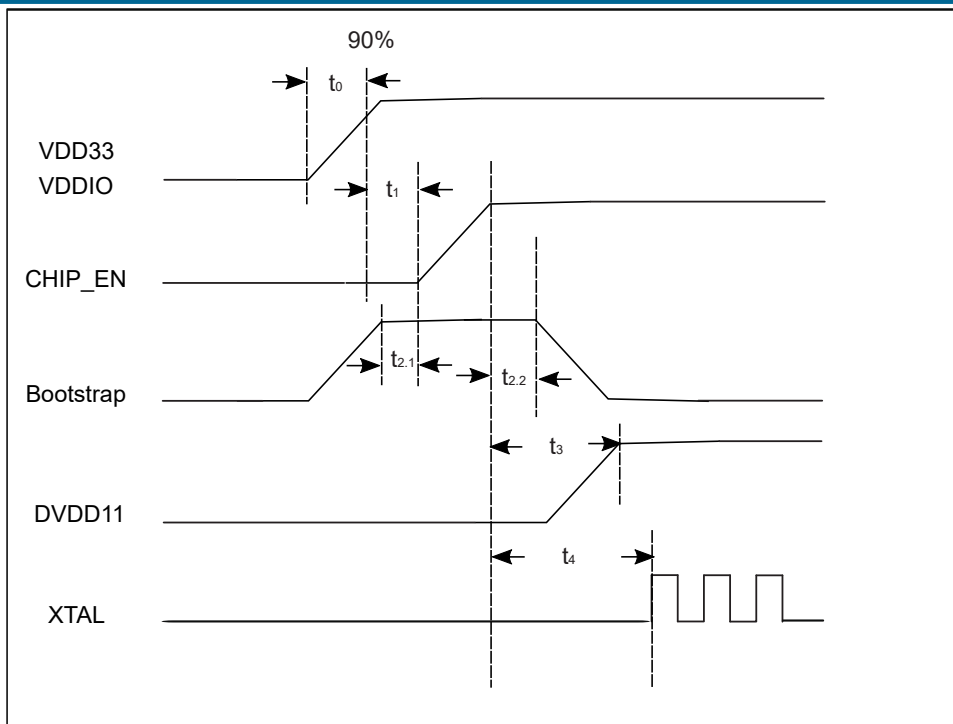 90%
t0
VDD33
VDDIO
t1
CHIP_EN
t2.1
t2.2
Bootstrap
t3
DVDD11
t4
XTAL